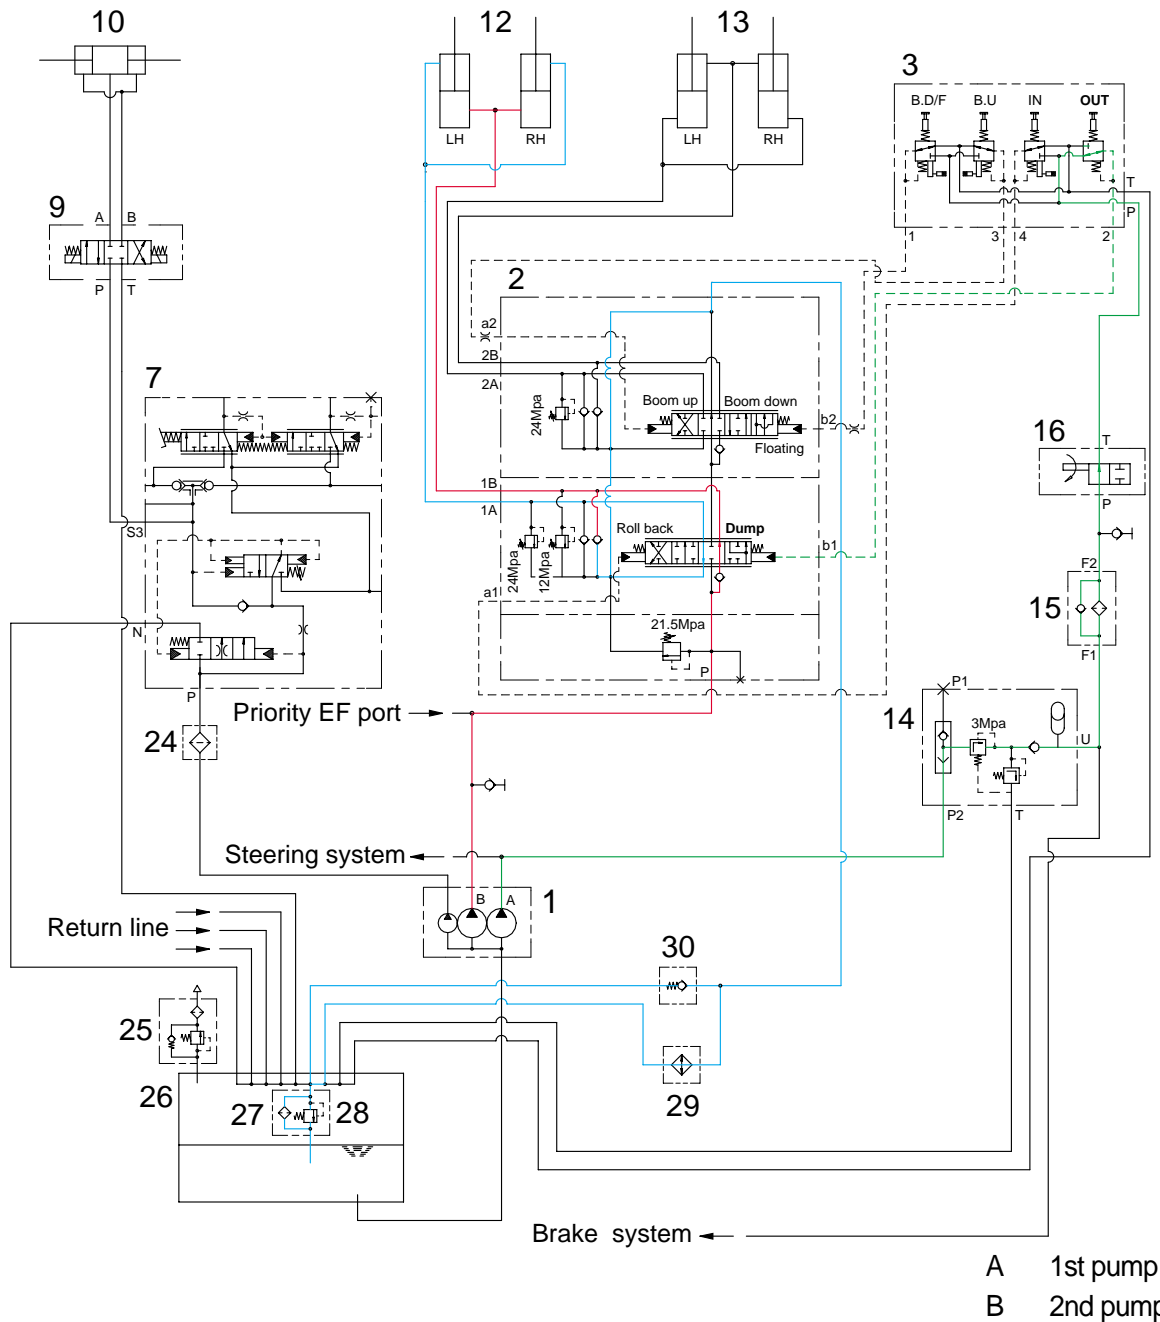 10
12
13
3
B.D/F
B.U
IN
OUT
LH
RH
LH
RH
T
P
1
3
4
2
9
A
B
P
T
2
a2
2B
2A
24Mpa
Boom up
Boom down
b2
Floating
7
16
T
P
1B
1A
Roll back
Dump
b1
24Mpa
12Mpa
a1
S3
F2
15
F1
N
21.5Mpa
P
P
Priority EF port
24
P1
14
3Mpa
U
P2
T
Steering system
B
A
1
Return line
30
25
26
27
28
29
Brake system
A 1st pump
B 2nd pump